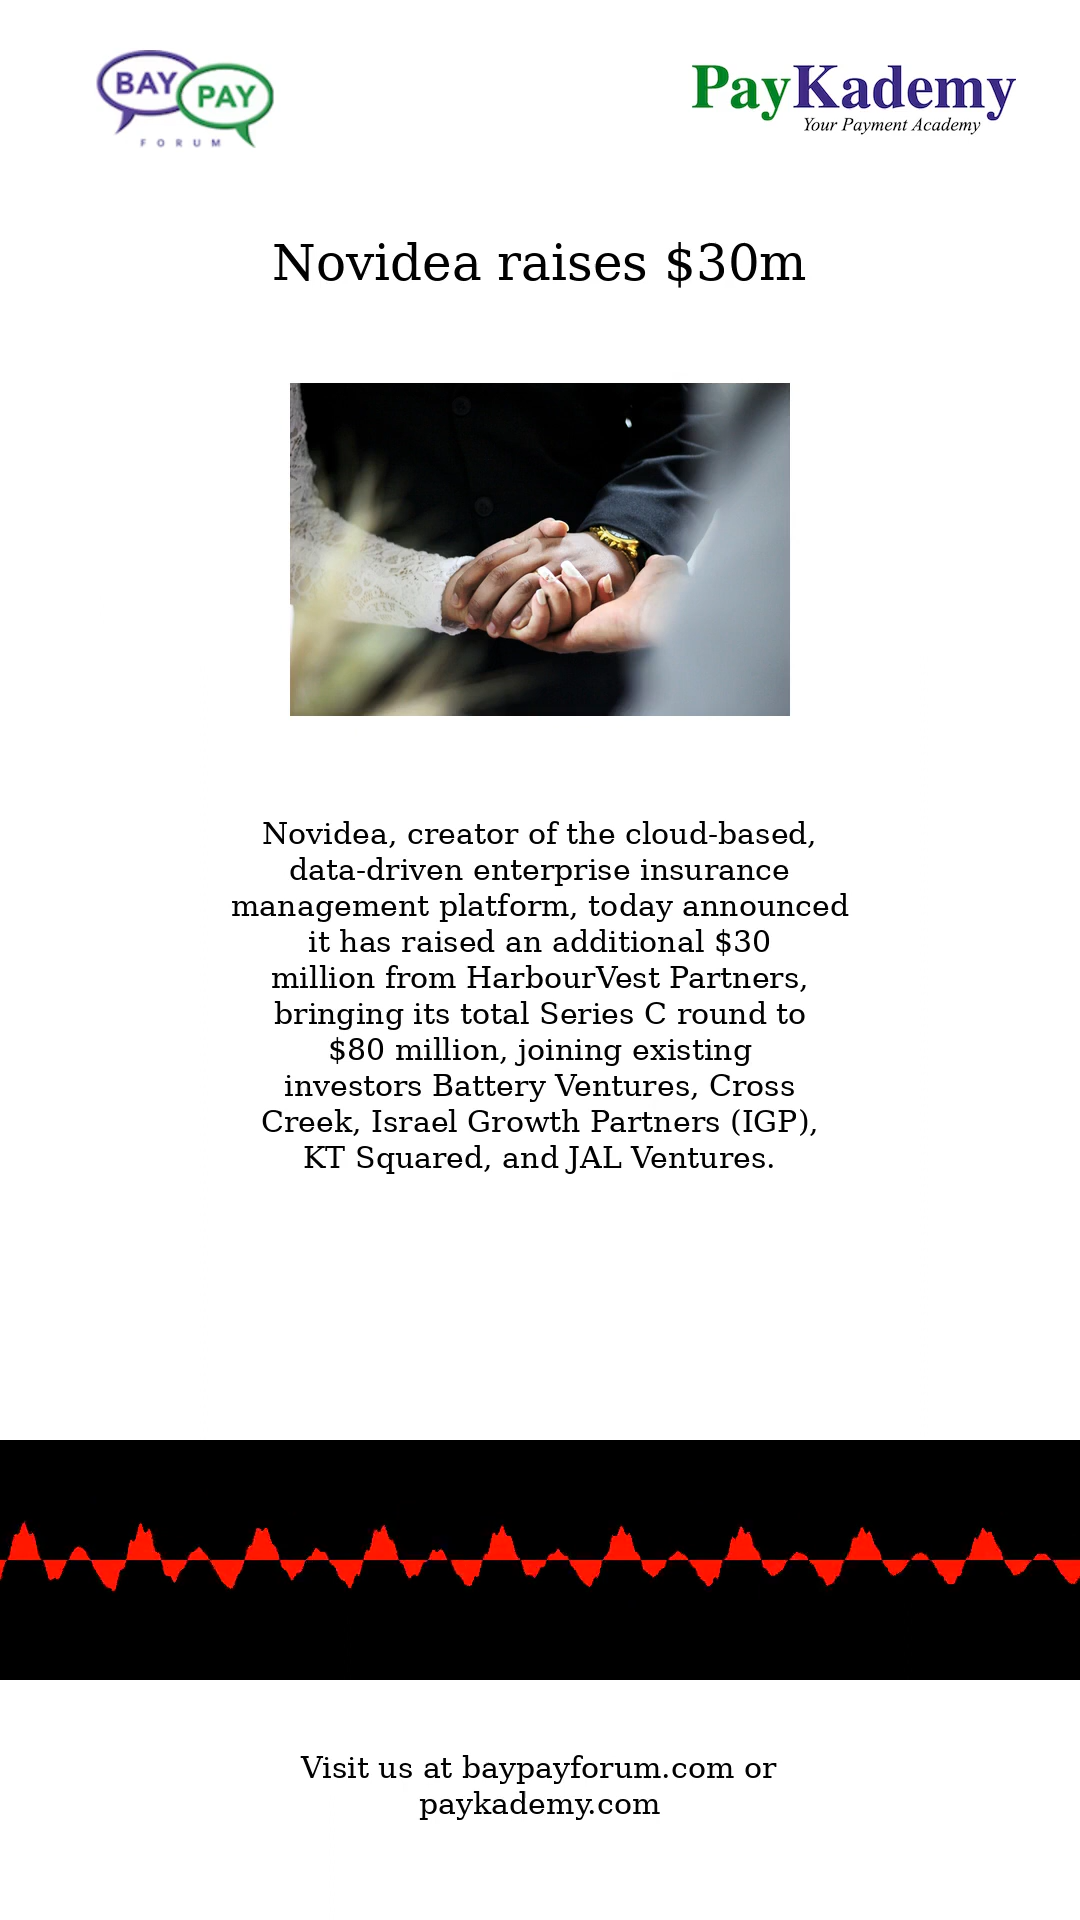 BAY PAY
FORUM
PayKademy
Your Payment Academy
Novidea raises $30m
Novidea, creator of the cloud-based,
data-driven enterprise insurance
management platform, today announced
it has raised an additional $30
million from HarbourVest Partners,
bringing its total Series C round to
$80 million, joining existing
investors Battery Ventures, Cross
Creek, Israel Growth Partners (IGP),
KT Squared, and JAL Ventures.
Visit us at baypayforum.com or
paykademy.com